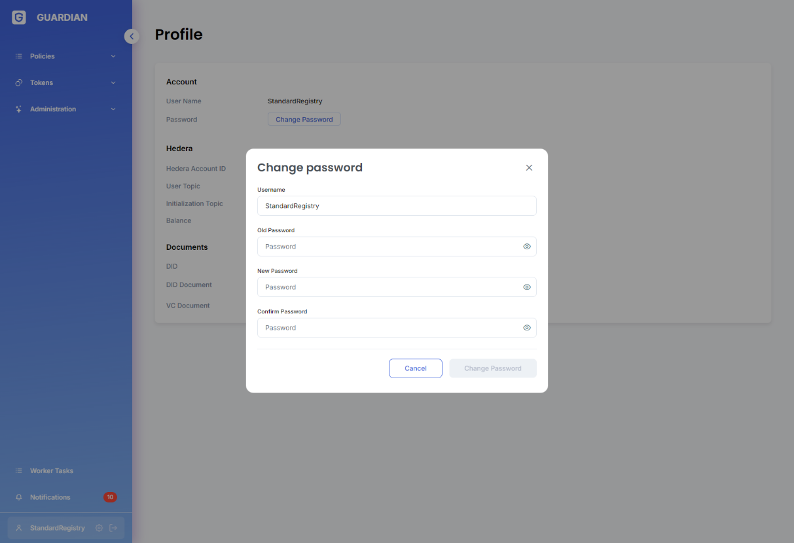 G GUARDIAN
Policies
Tokens
Administration
Worker Tasks
Notifications 10
StandardRegistry
Profile
Account
User Name StandardRegistry
Password Change Password
Hedera
Hedera Account ID
User Topic
Initialization Topic
Balance
Documents
DID
DID Document
VC Document
Change password
Username
StandardRegistry
Old Password
Password
New Password
Password
Confirm Password
Password
Cancel Change Password